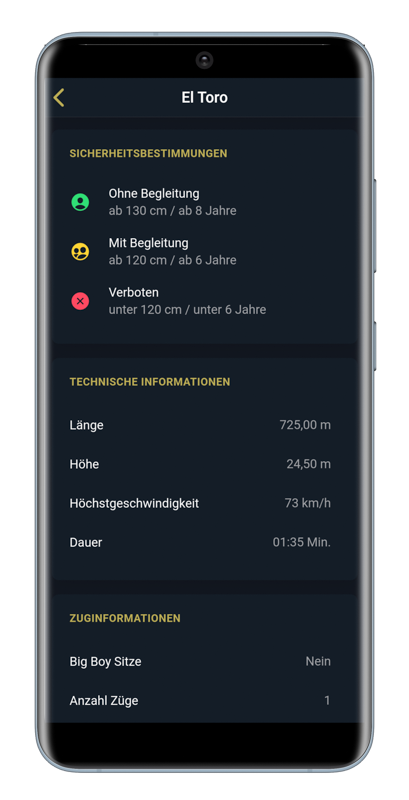 El Toro
SICHERHEITSBESTIMMUNGEN
Ohne Begleitung
ab 130 cm / ab 8 Jahre
Mit Begleitung
ab 120 cm / ab 6 Jahre
Verboten
unter 120 cm / unter 6 Jahre
TECHNISCHE INFORMATIONEN
Länge 725,00 m
Höhe 24,50 m
Höchstgeschwindigkeit 73 km/h
Dauer 01:35 Min.
ZUGINFORMATIONEN
Big Boy Sitze Nein
Anzahl Züge 1